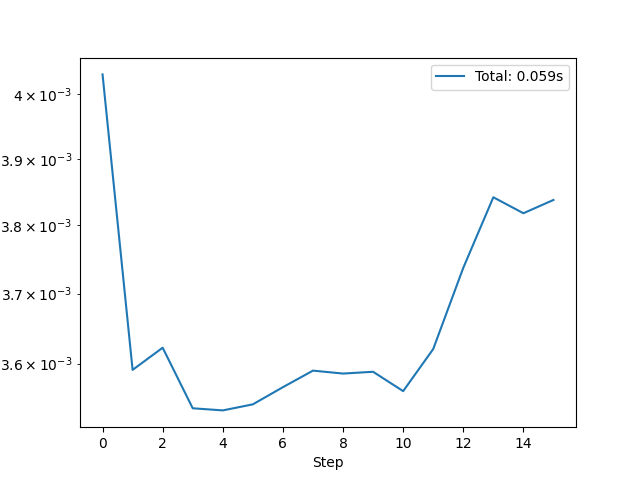 Total: 0.059s
4 × 10⁻³
3.9 × 10⁻³
3.8 × 10⁻³
3.7 × 10⁻³
3.6 × 10⁻³
0 2 4 6 8 10 12 14
Step